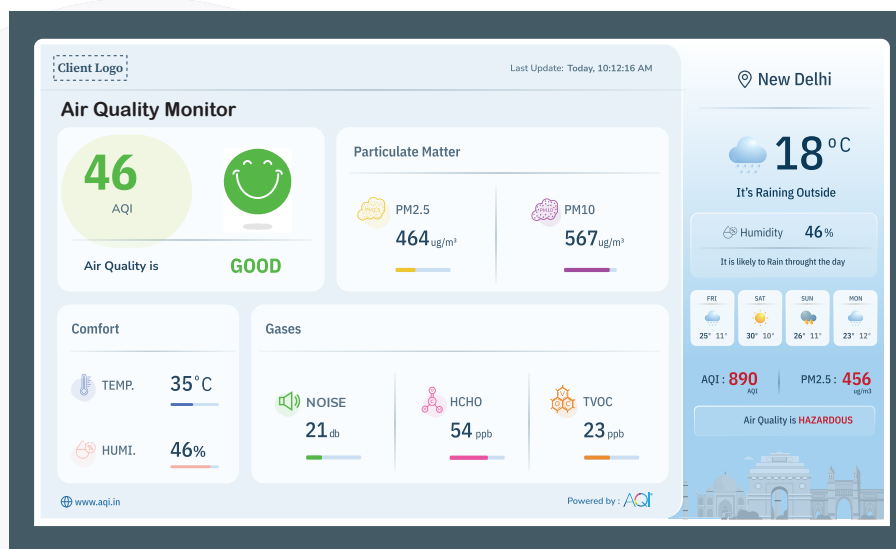 Client Logo
Last Update: Today, 10:12:16 AM
Air Quality Monitor
46
AQI
Air Quality is GOOD
Particulate Matter
PM2.5
PM2.5
464 ug/m³
PM10
PM10
567 ug/m³
Comfort
TEMP.
35°C
HUMI.
46%
Gases
NOISE
21 db
HCHO
54 ppb
TVOC
23 ppb
www.aqi.in
Powered by : AQI
New Delhi
18°C
It's Raining Outside
Humidity 46%
It is likely to Rain throught the day
FRI
25° 11°
SAT
30° 10°
SUN
26° 11°
MON
23° 12°
AQI : 890
AQI
PM2.5 : 456
ug/m3
Air Quality is HAZARDOUS